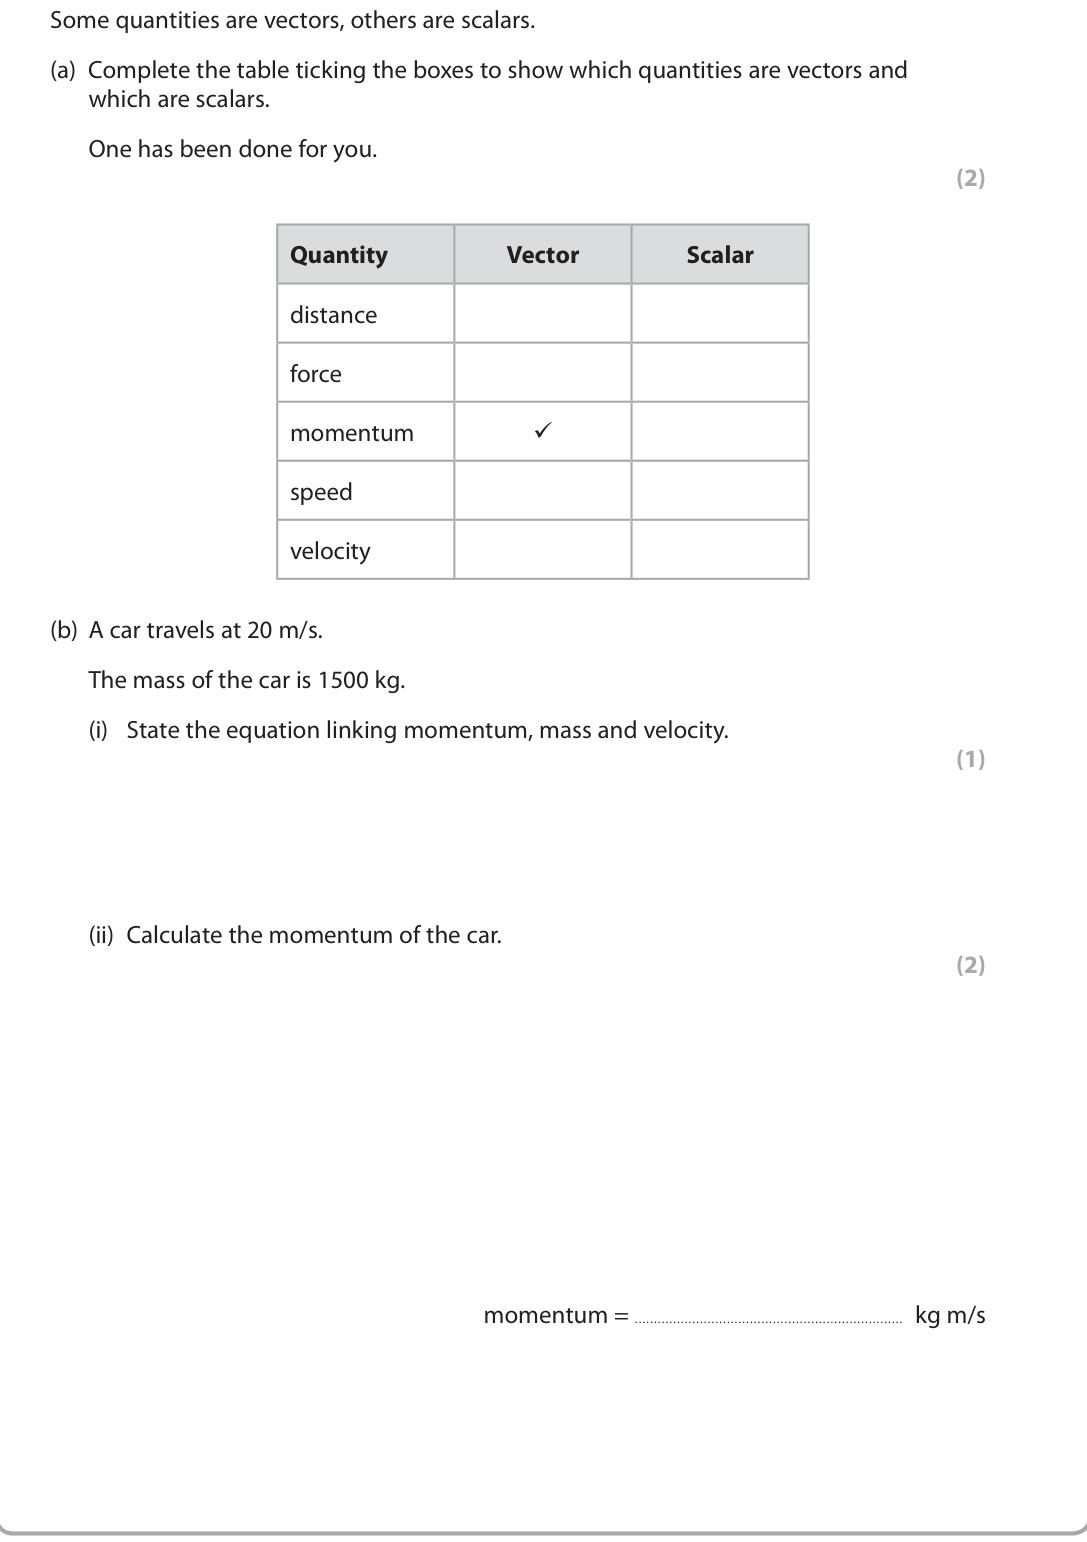 Some quantities are vectors, others are scalars.
(a) Complete the table ticking the boxes to show which quantities are vectors and
which are scalars.
One has been done for you.
(2)
Quantity Vector Scalar
distance
force
momentum ✓
speed
velocity
(b) A car travels at 20 m/s.
The mass of the car is 1500 kg.
(i) State the equation linking momentum, mass and velocity.
(1)
(ii) Calculate the momentum of the car.
(2)
momentum = ........................................................................ kg m/s